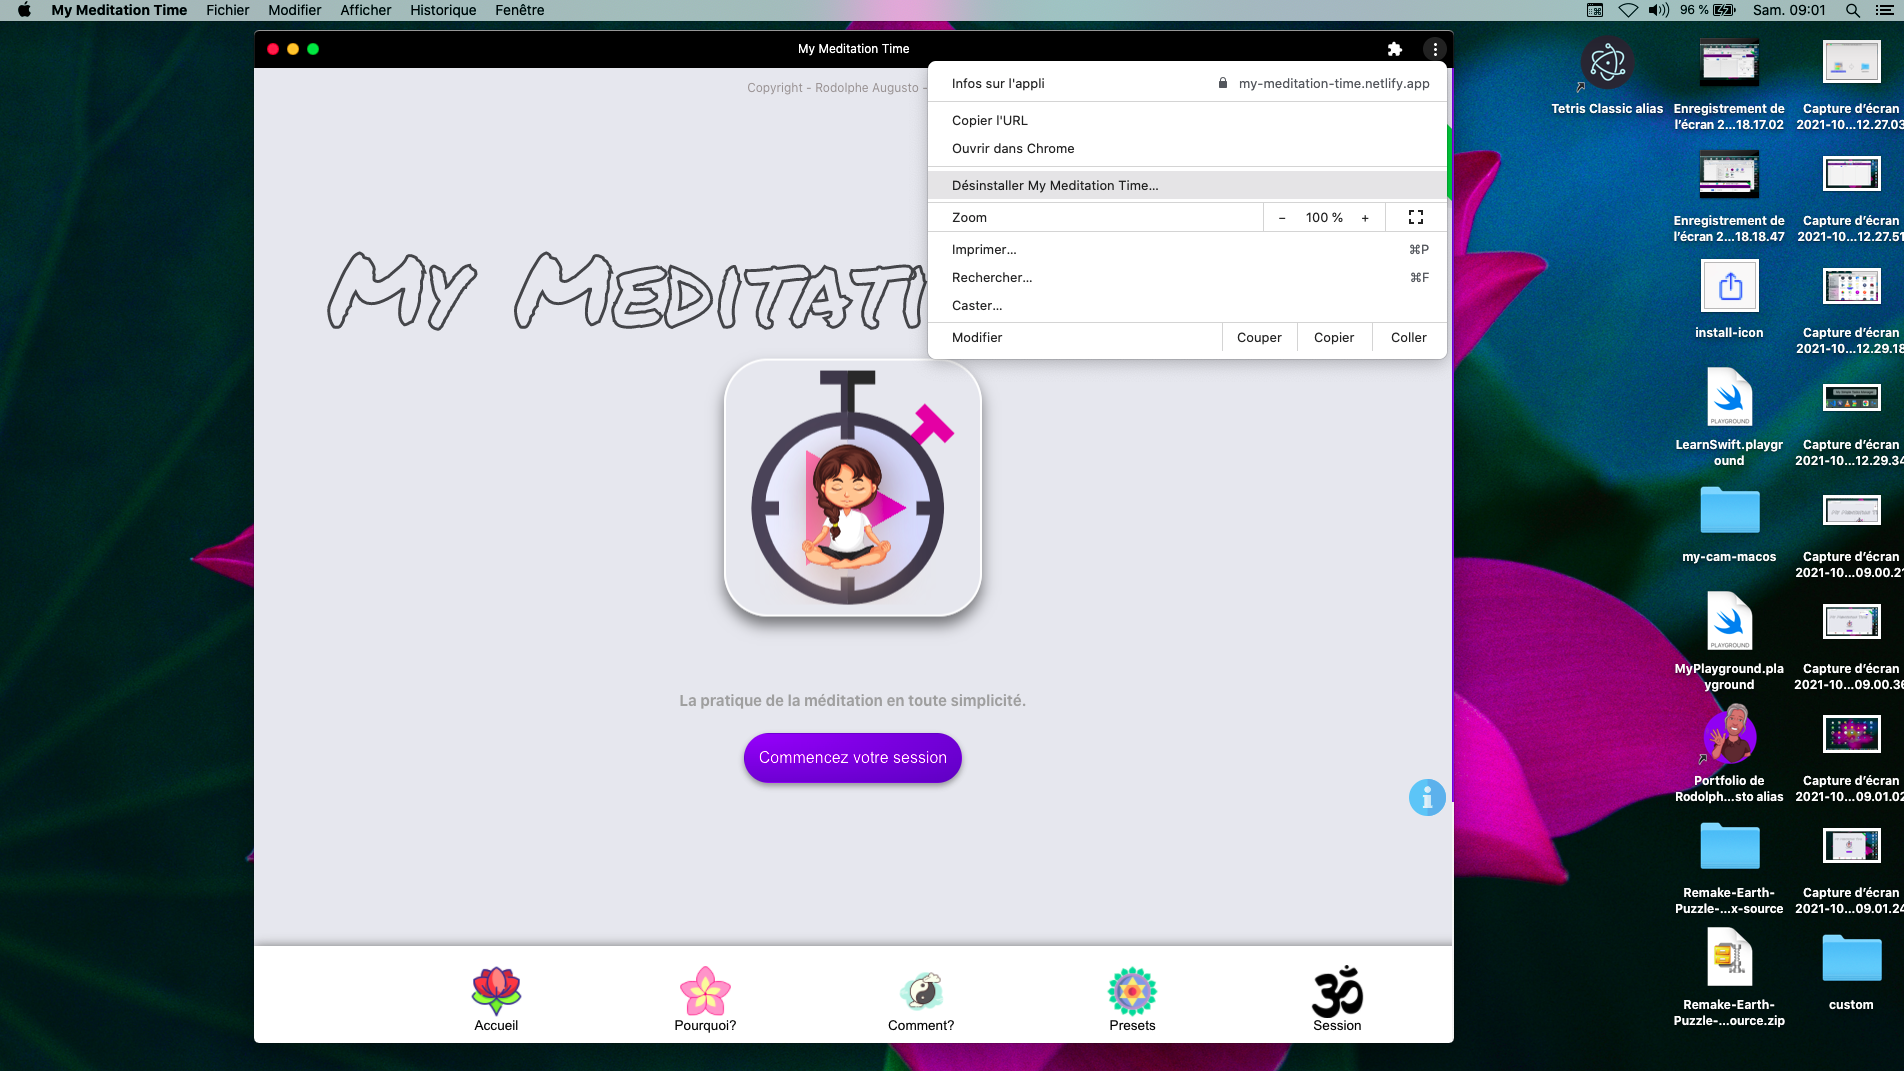 My Meditation Time Fichier Modifier Afficher Historique Fenêtre 96 % Sam. 09:01
My Meditation Time
Copyright - Rodolphe Augusto -
Infos sur l'appli my-meditation-time.netlify.app
Copier l'URL
Ouvrir dans Chrome
Désinstaller My Meditation Time...
Zoom - 100 % +
Imprimer... ⌘P
Rechercher... ⌘F
Caster...
Modifier Couper Copier Coller
My Meditati
La pratique de la méditation en toute simplicité.
Commencez votre session
i
Accueil Pourquoi? Comment? Presets Session
Tetris Classic alias
Enregistrement de
l'écran 2...18.17.02
Capture d'écran
2021-10...12.27.03
Enregistrement de
l'écran 2...18.18.47
Capture d'écran
2021-10...12.27.51
install-icon
Capture d'écran
2021-10...12.29.18
PLAYGROUND
LearnSwift.playgr
ound
Capture d'écran
2021-10...12.29.34
my-cam-macos
Capture d'écran
2021-10...09.00.21
PLAYGROUND
MyPlayground.pla
yground
Capture d'écran
2021-10...09.00.36
Portfolio de
Rodolph...sto alias
Capture d'écran
2021-10...09.01.02
Remake-Earth-
Puzzle-...x-source
Capture d'écran
2021-10...09.01.24
Remake-Earth-
Puzzle-...ource.zip
custom